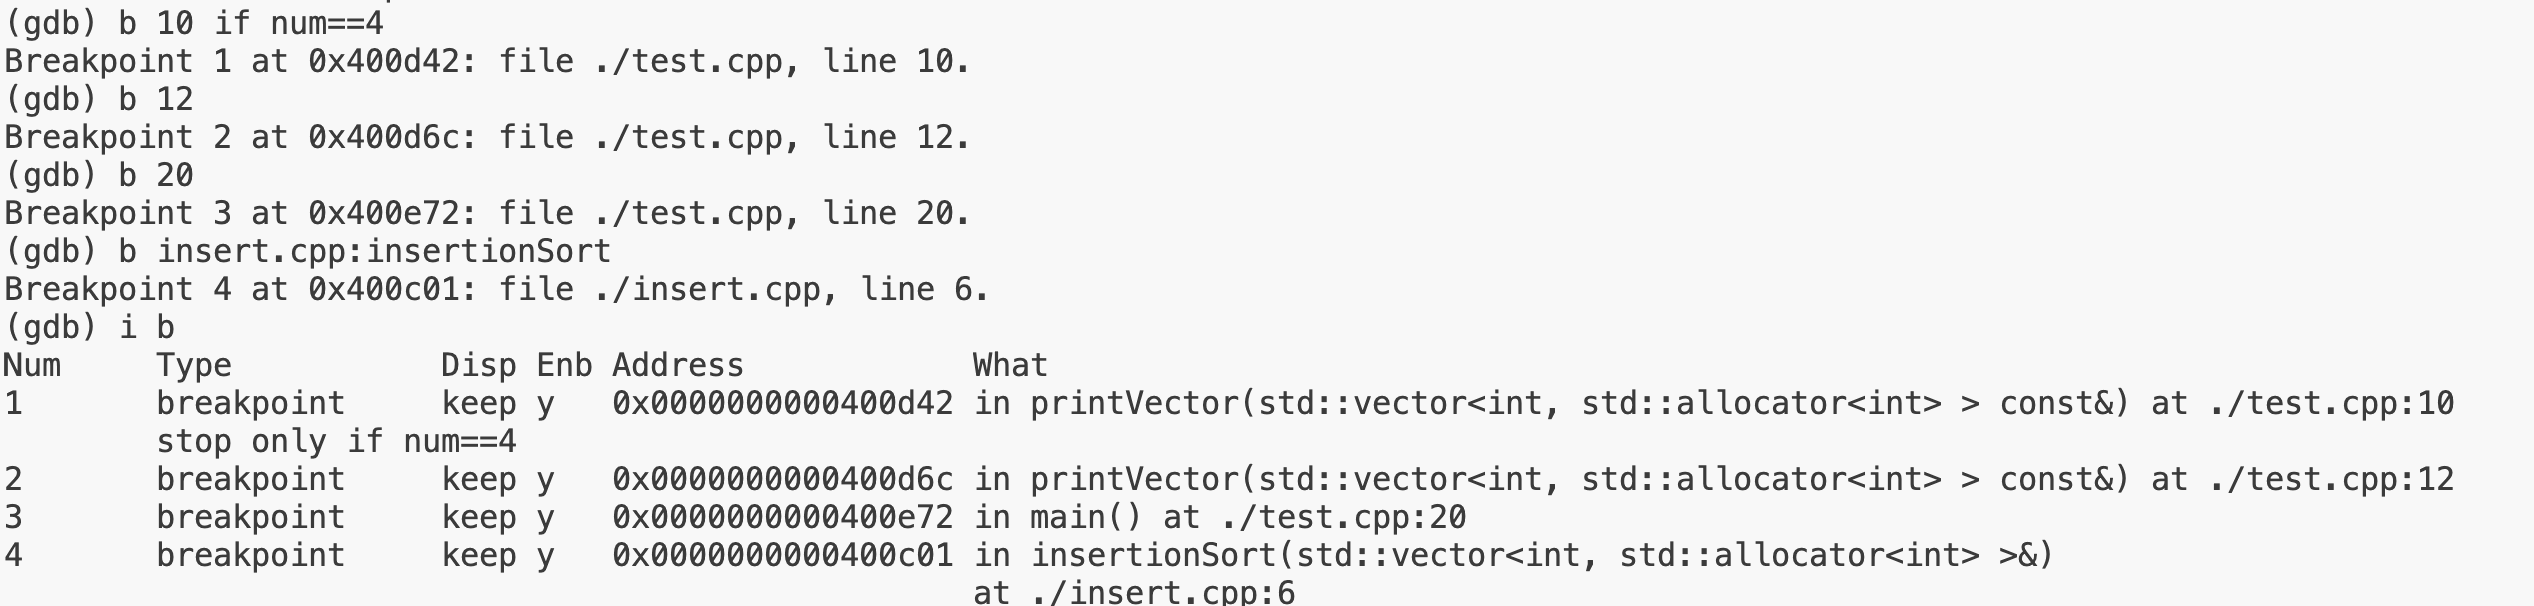 (gdb) b 10 if num==4
Breakpoint 1 at 0x400d42: file ./test.cpp, line 10.
(gdb) b 12
Breakpoint 2 at 0x400d6c: file ./test.cpp, line 12.
(gdb) b 20
Breakpoint 3 at 0x400e72: file ./test.cpp, line 20.
(gdb) b insert.cpp:insertionSort
Breakpoint 4 at 0x400c01: file ./insert.cpp, line 6.
(gdb) i b
Num     Type           Disp Enb Address            What
1       breakpoint     keep y   0x0000000000400d42 in printVector(std::vector<int, std::allocator<int> > const&) at ./test.cpp:10
        stop only if num==4
2       breakpoint     keep y   0x0000000000400d6c in printVector(std::vector<int, std::allocator<int> > const&) at ./test.cpp:12
3       breakpoint     keep y   0x0000000000400e72 in main() at ./test.cpp:20
4       breakpoint     keep y   0x0000000000400c01 in insertionSort(std::vector<int, std::allocator<int> >&)
                                                   at ./insert.cpp:6